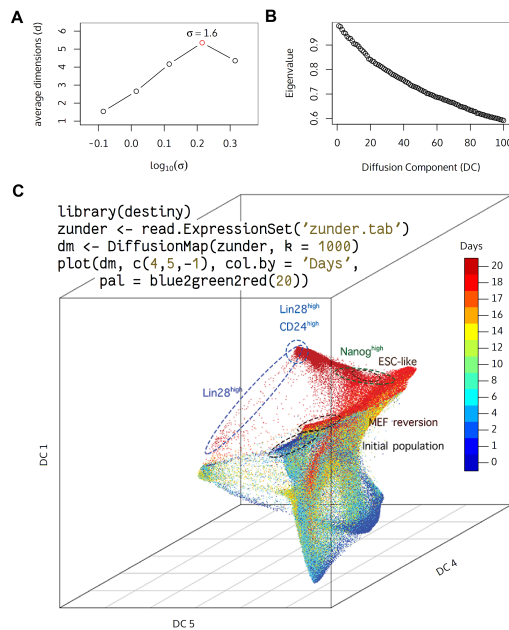 A
average dimensions (d)
6
5
4
3
2
1
σ = 1.6
−0.1
0.0
0.1
0.2
0.3
log10(σ)
B
Eigenvalue
0.9
0.8
0.7
0.6
0
20
40
60
80
100
Diffusion Component (DC)
C
library(destiny)
zunder <- read.ExpressionSet('zunder.tab')
dm <- DiffusionMap(zunder, k = 1000)
plot(dm, c(4,5,-1), col.by = 'Days',
pal = blue2green2red(20))
Days
20
18
16
15
14
12
11
10
9
8
6
5
4
2
1
0
Lin28high
CD24high
Nanoghigh
ESC-like
Lin28high
MEF reversion
Initial population
DC 1
DC 4
DC 5